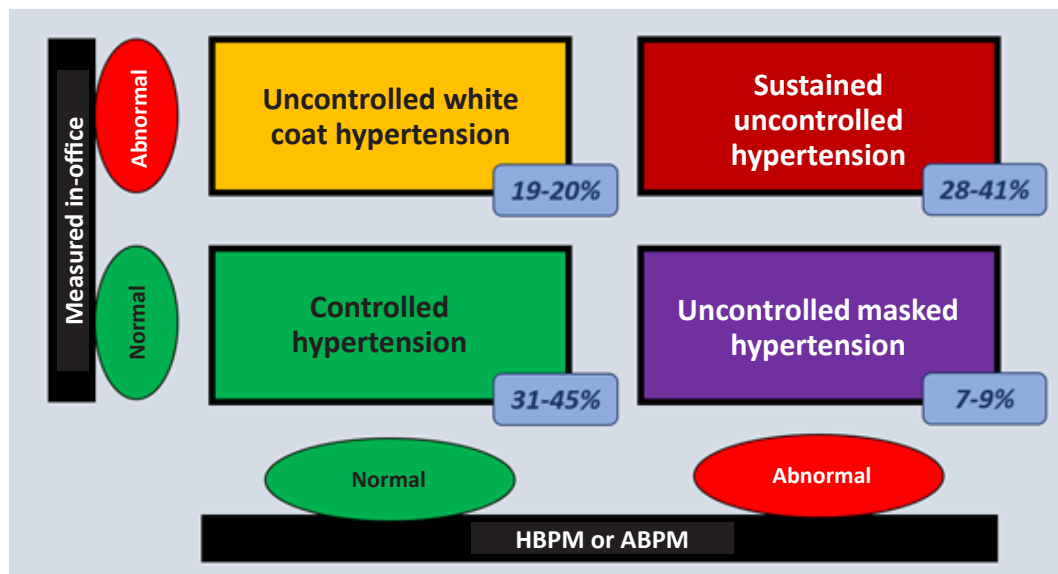 Measured in-office
Abnormal
Uncontrolled white
coat hypertension
19-20%
Sustained
uncontrolled
hypertension
28-41%
Normal
Controlled
hypertension
31-45%
Uncontrolled masked
hypertension
7-9%
Normal
Abnormal
HBPM or ABPM